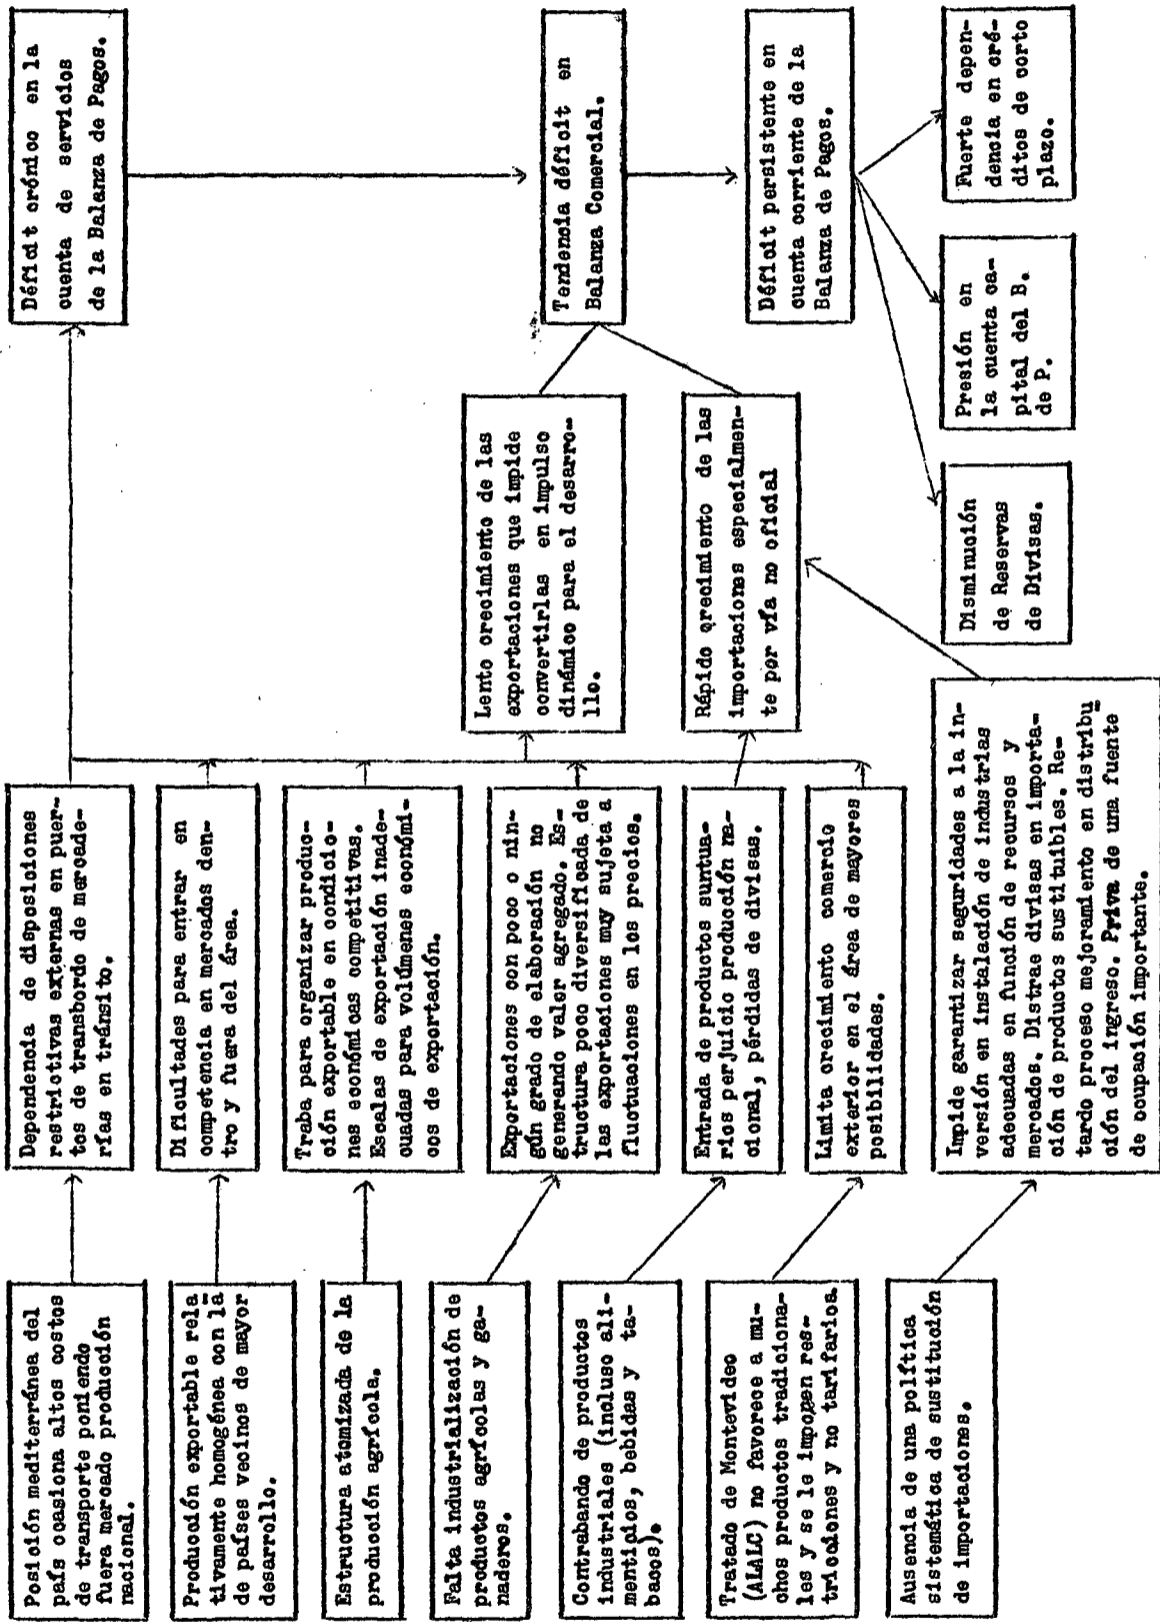 Posición mediterránea del
país ocasiona altos costos
de transporte poniendo
fuera mercado producción
nacional.
Producción exportable rela
tivamente homogénea con la
de países vecinos de mayor
desarrollo.
Estructura atomizada de la
producción agrícola.
Falta industrialización de
productos agrícolas y ga-
naderos.
Contrabando de productos
industriales (incluso ali-
menticios, bebidas y ta-
bacos).
Tratado de Montevideo
(ALALC) no favorece a mu-
chos productos tradiciona-
les y se le imponen res-
tricciones y no tarifarios.
Ausencia de una política
sistemática de sustitución
de importaciones.
Dependencia de disposiciones
restrictivas externas en puer-
tos de transbordo de mercade-
rías en tránsito.
Dificultades para entrar en
competencia en mercados den-
tro y fuera del área.
Traba para organizar produc-
ción exportable en condicio-
nes económicas competitivas.
Escalas de exportación inade-
cuadas para volúmenes económi-
cos de exportación.
Exportaciones con poco o nin-
gún grado de elaboración no
generando valor agregado. Es-
tructura poco diversificada de
las exportaciones muy sujeta a
fluctuaciones en los precios.
Entrada de productos suntua-
rios perjuicio producción na-
cional, pérdidas de divisas.
Limita crecimiento comercio
exterior en el área de mayores
posibilidades.
Impide garantizar seguridades a la in-
versión en instalación de industrias
adecuadas en función de recursos y
mercados. Distrae divisas en importa-
ción de productos sustituibles. Re-
tardo proceso mejoramiento en distribu
ción del ingreso. Priva de una fuente
de ocupación importante.
Lento crecimiento de las
exportaciones que impide
convertirlas en impulso
dinámico para el desarro-
llo.
Rápido crecimiento de las
importaciones especialmen-
te por vía no oficial
Déficit crónico en la
cuenta de servicios
de la Balanza de Pagos.
Tendencia déficit en
Balanza Comercial.
Déficit persistente en
cuenta corriente de la
Balanza de Pagos.
Disminución
de Reservas
de Divisas.
Presión en
la cuenta ca-
pital del B.
de P.
Fuerte depen-
dencia en cré-
ditos de corto
plazo.